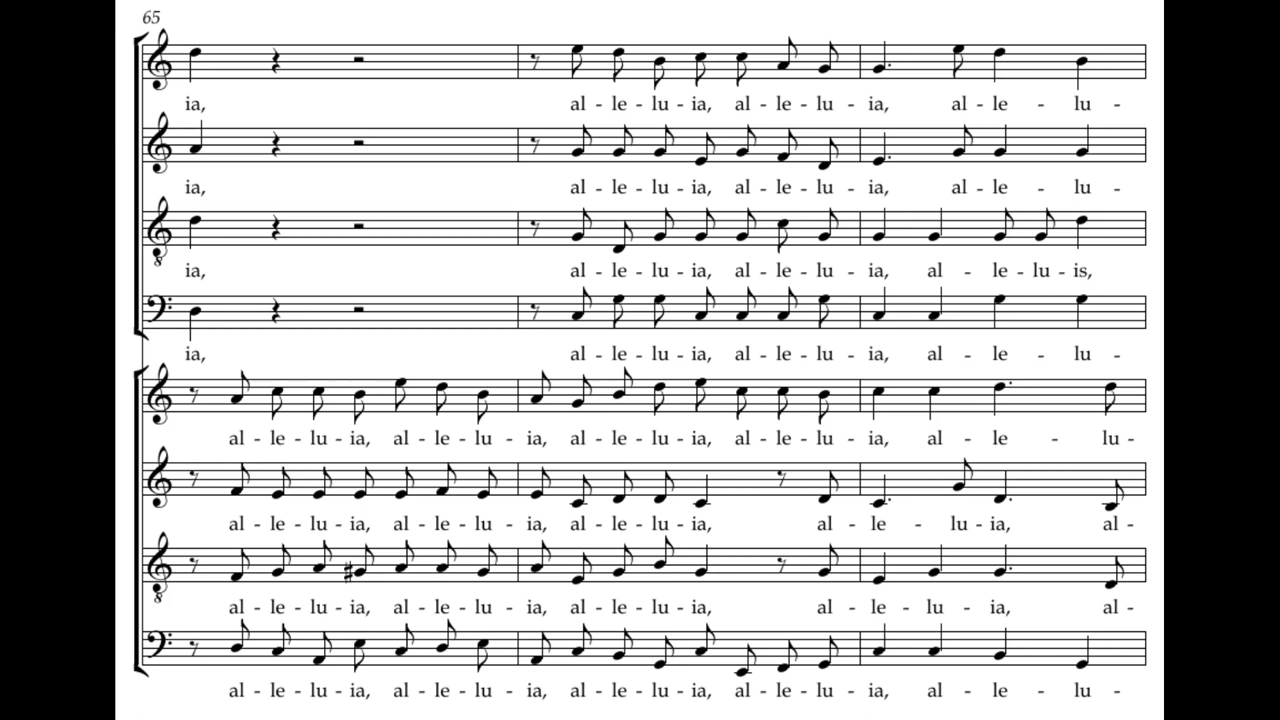 65
ia, al - le - lu - ia, al - le - lu - ia, al - le - lu -
ia, al - le - lu - ia, al - le - lu - ia, al - le - lu -
ia, al - le - lu - ia, al - le - lu - ia, al - le - lu - is,
ia, al - le - lu - ia, al - le - lu - ia, al - le - lu -
al - le - lu - ia, al - le - lu - ia, al - le - lu - ia, al - le - lu - ia, al - le - lu -
al - le - lu - ia, al - le - lu - ia, al - le - lu - ia, al - le - lu - ia, al -
al - le - lu - ia, al - le - lu - ia, al - le - lu - ia, al - le - lu - ia, al -
al - le - lu - ia, al - le - lu - ia, al - le - lu - ia, al - le - lu - ia, al - le - lu -